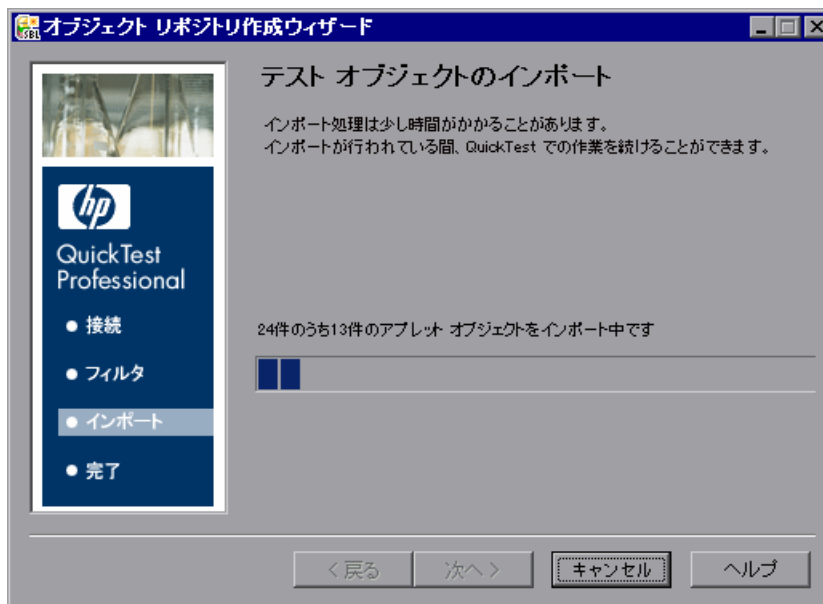 SBL
オブジェクト リポジトリ作成ウィザード
テスト オブジェクトのインポート
インポート処理は少し時間がかかることがあります。
インポートが行われている間、QuickTest での作業を続けることができます。
hp
QuickTest
Professional
● 接続
● フィルタ
● インポート
● 完了
24件のうち13件のアプレット オブジェクトをインポート中です
< 戻る
次へ >
キャンセル
ヘルプ